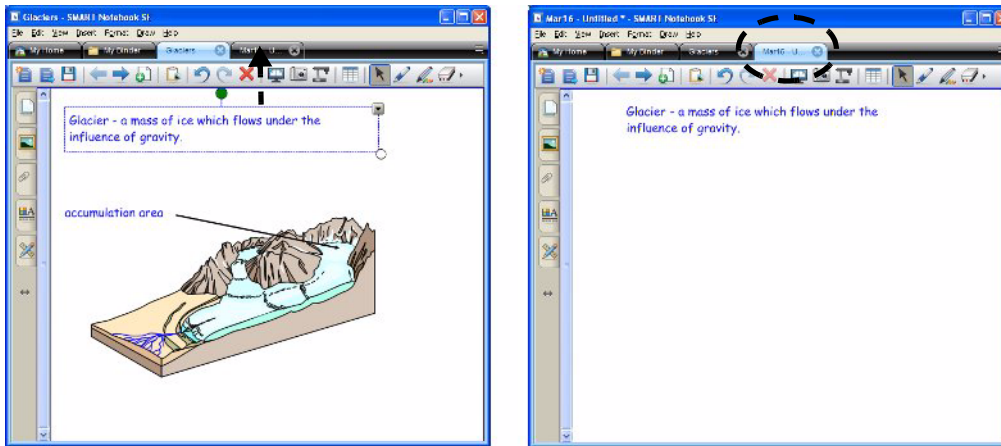 Glaciers - SMART Notebook SE
File Edit View Insert Format Draw Help
My Home
My Binder
Glaciers
Glacier - a mass of ice which flows under the
influence of gravity.
accumulation area
Mar16 - Untitled * - SMART Notebook SE
File Edit View Insert Format Draw Help
My Home
My Binder
Glaciers
Mar16 - U...
Glacier - a mass of ice which flows under the
influence of gravity.